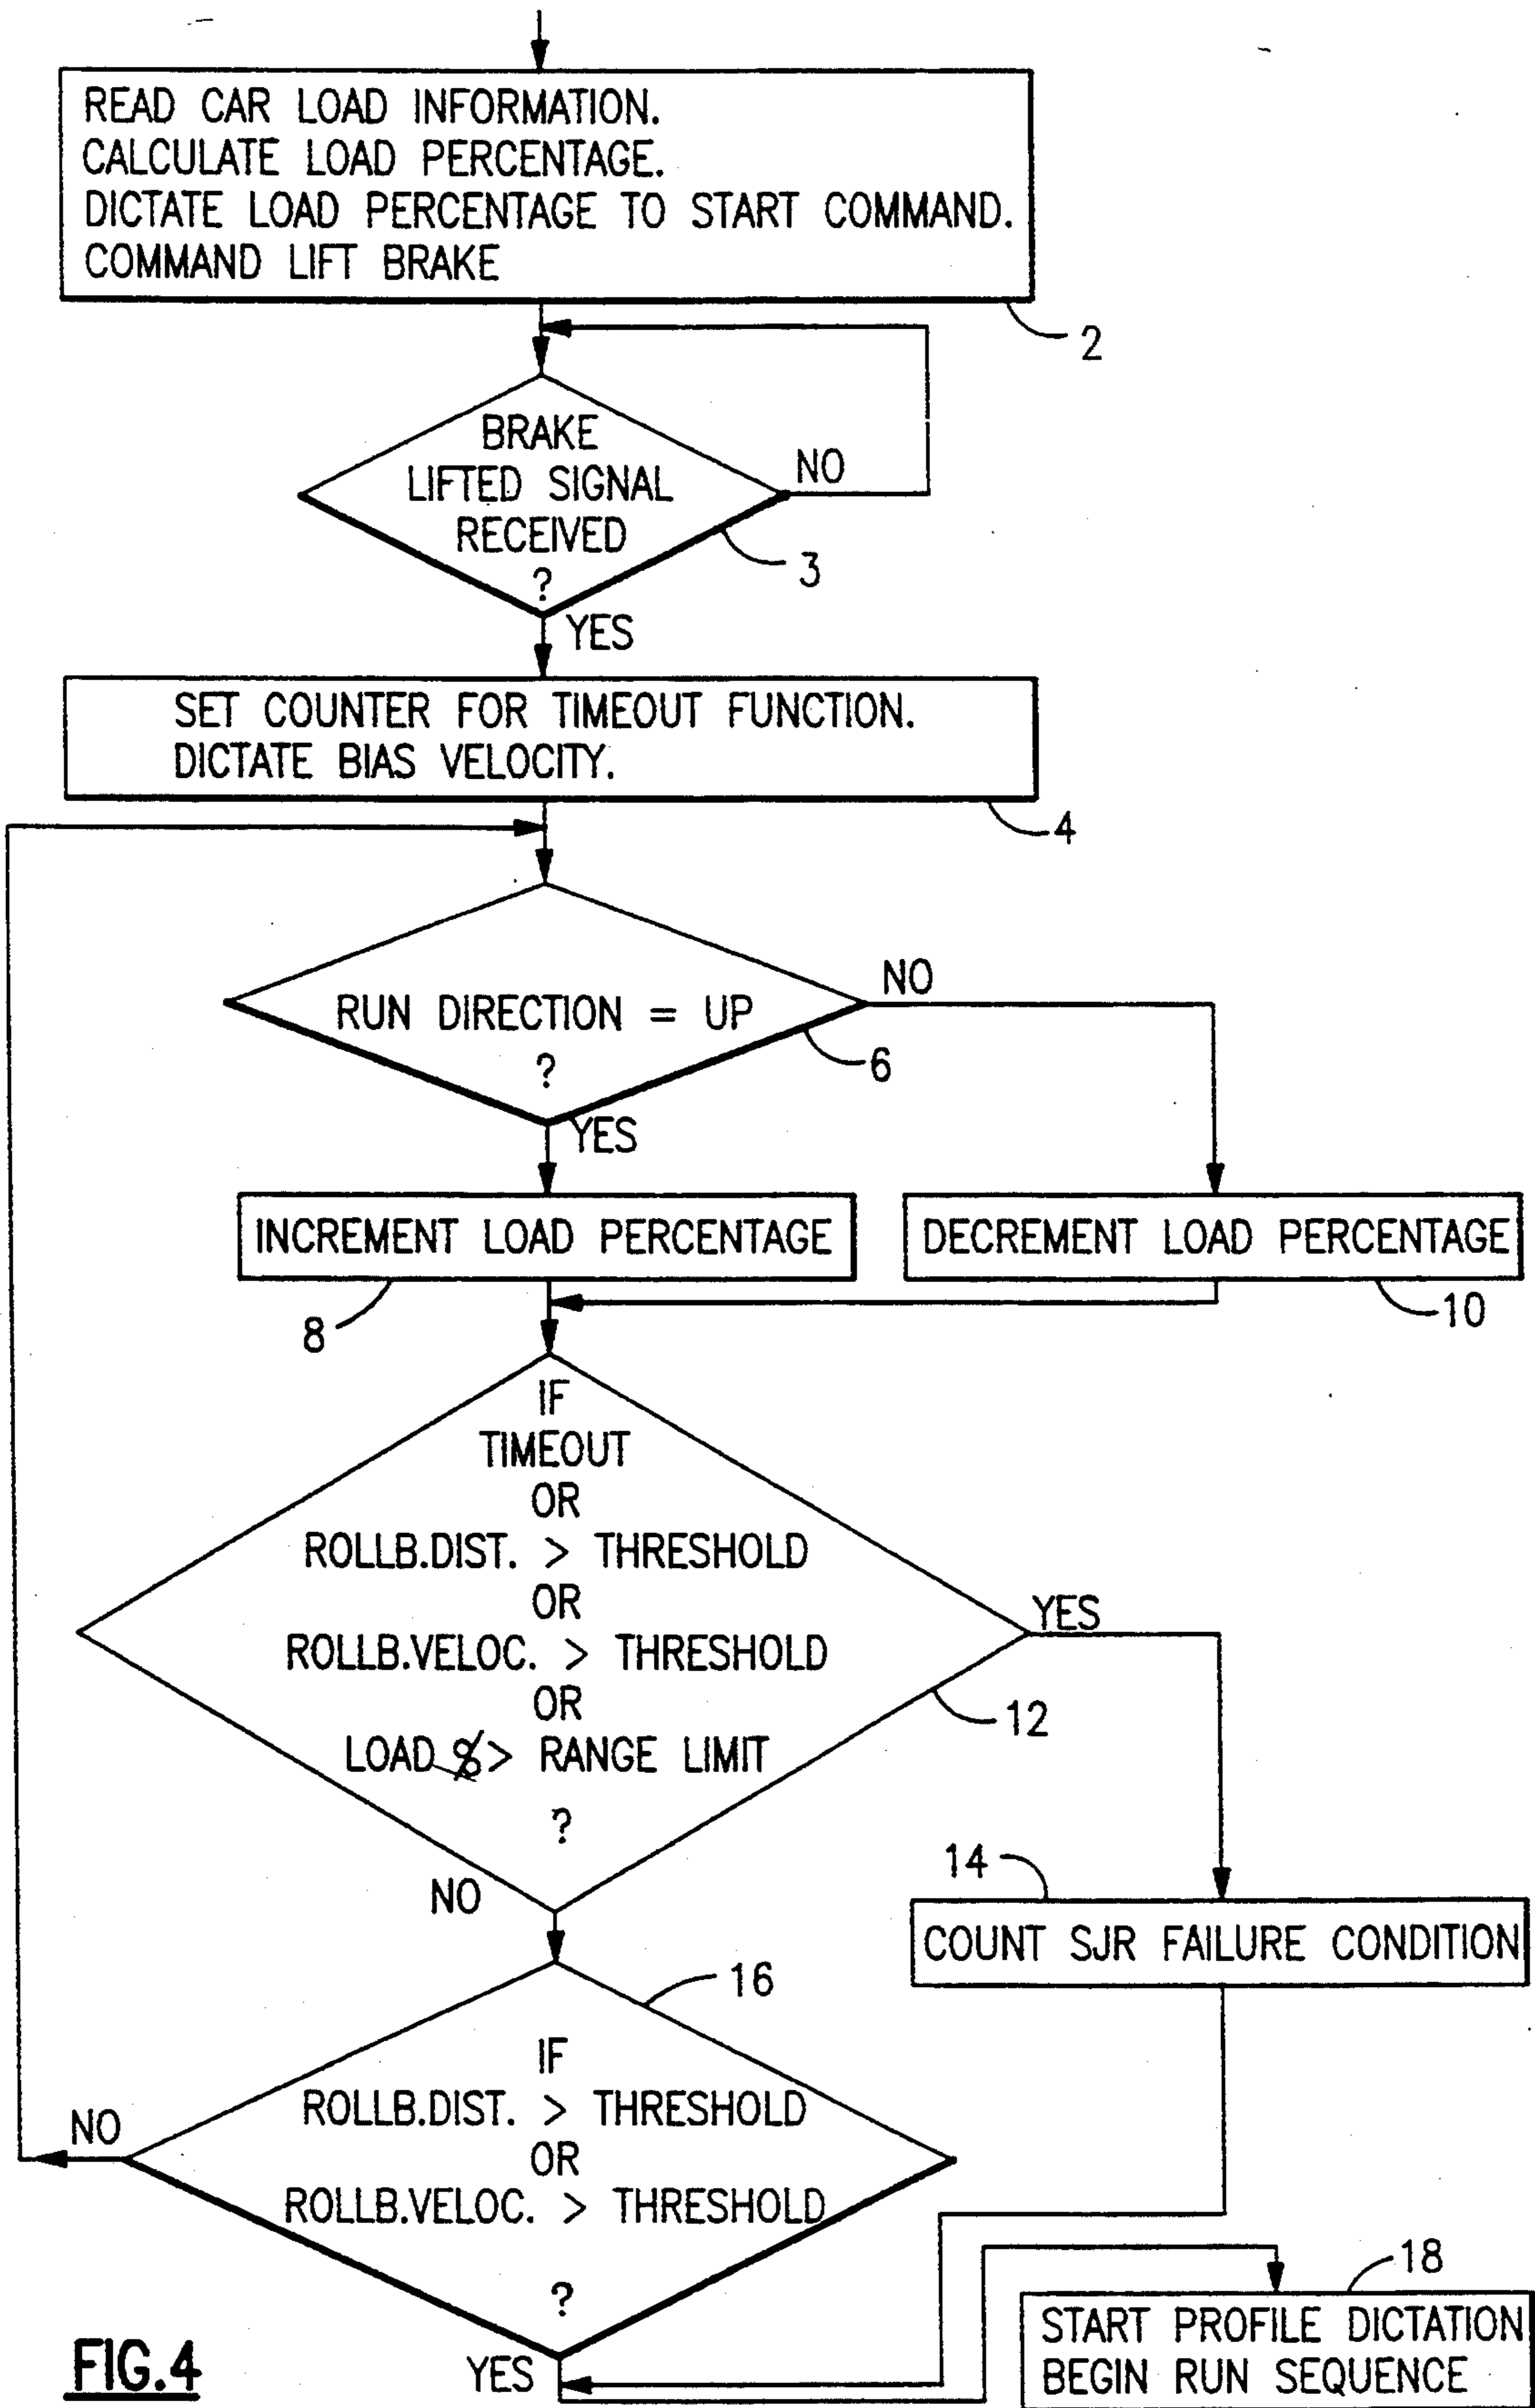 READ CAR LOAD INFORMATION.
CALCULATE LOAD PERCENTAGE.
DICTATE LOAD PERCENTAGE TO START COMMAND.
COMMAND LIFT BRAKE
2
BRAKE
LIFTED SIGNAL
RECEIVED
?
NO
3
YES
SET COUNTER FOR TIMEOUT FUNCTION.
DICTATE BIAS VELOCITY.
4
RUN DIRECTION = UP
?
NO
6
YES
INCREMENT LOAD PERCENTAGE
8
DECREMENT LOAD PERCENTAGE
10
IF
TIMEOUT
OR
ROLLB.DIST. > THRESHOLD
OR
ROLLB.VELOC. > THRESHOLD
OR
LOAD % > RANGE LIMIT
?
YES
12
NO
14
COUNT SJR FAILURE CONDITION
16
IF
ROLLB.DIST. > THRESHOLD
OR
ROLLB.VELOC. > THRESHOLD
?
NO
YES
18
START PROFILE DICTATION
BEGIN RUN SEQUENCE
FIG.4